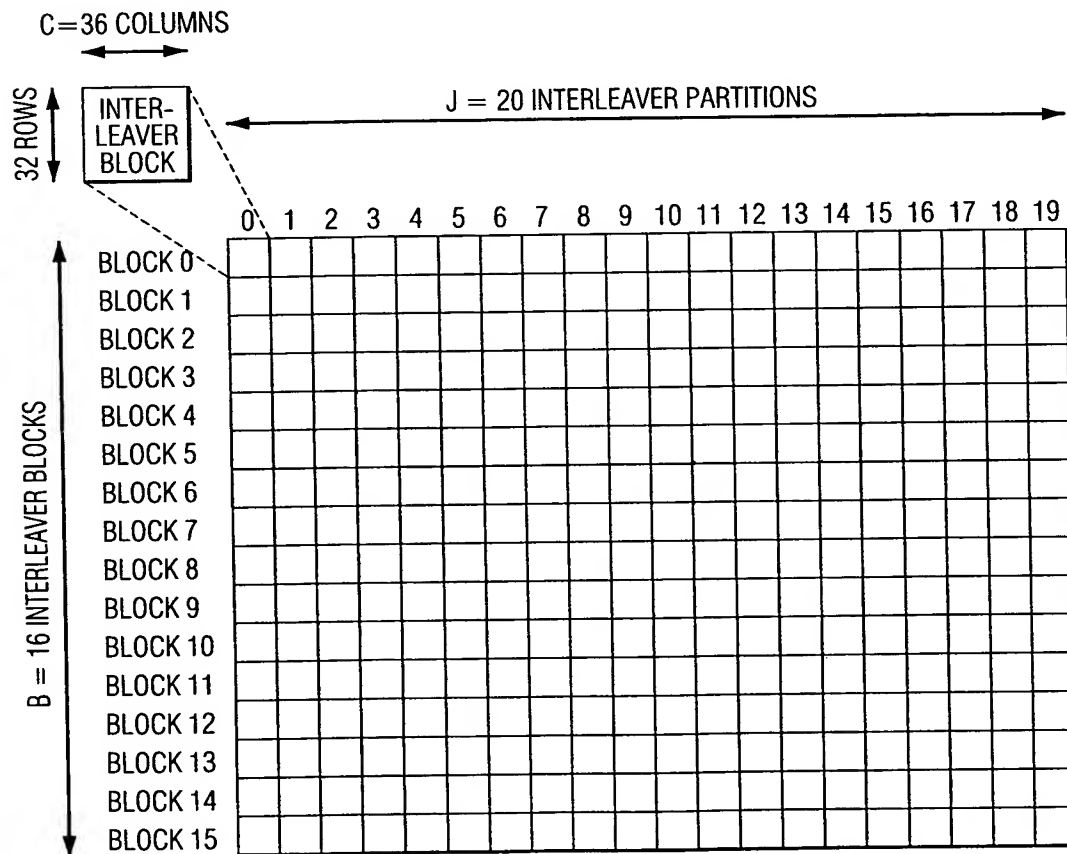 C=36 COLUMNS
32 ROWS
INTER-
LEAVER
BLOCK
J = 20 INTERLEAVER PARTITIONS
0 1 2 3 4 5 6 7 8 9 10 11 12 13 14 15 16 17 18 19
B = 16 INTERLEAVER BLOCKS
BLOCK 0
BLOCK 1
BLOCK 2
BLOCK 3
BLOCK 4
BLOCK 5
BLOCK 6
BLOCK 7
BLOCK 8
BLOCK 9
BLOCK 10
BLOCK 11
BLOCK 12
BLOCK 13
BLOCK 14
BLOCK 15